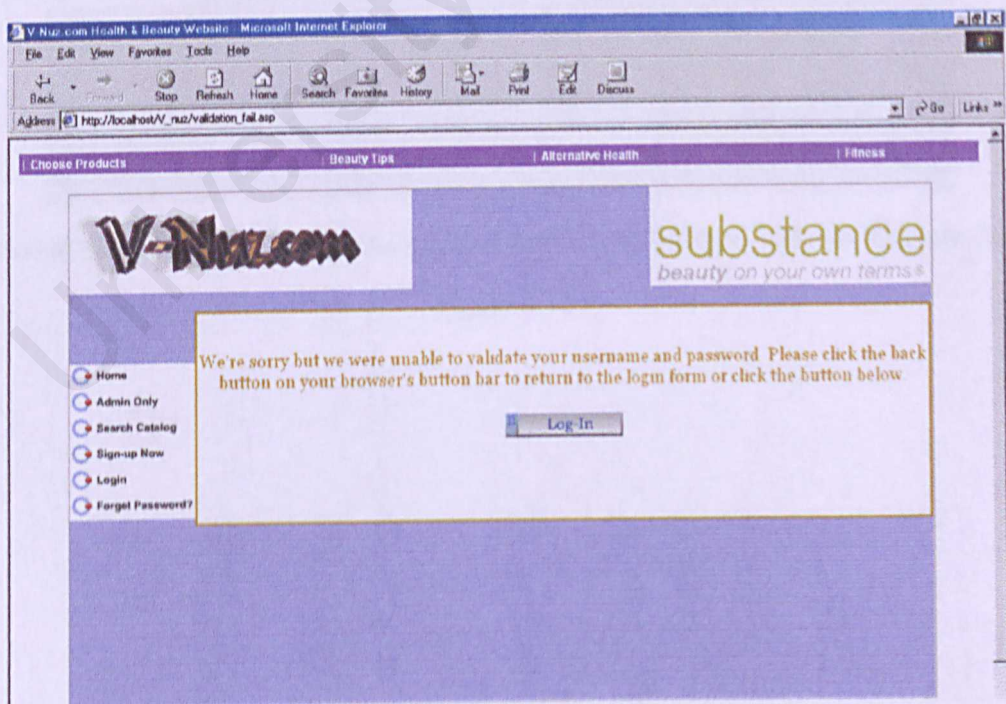 V-Nuz.com Health & Beauty Website - Microsoft Internet Explorer
File Edit View Favorites Tools Help
Back Forward Stop Refresh Home Search Favorites History Mail Print Edit Discuss
Address http://localhost/V_nuz/validation_fail.asp Go Links »
| Choose Products | Beauty Tips | Alternative Health | Fitness
V-Nuz.com
substance
beauty on your own terms®
We're sorry but we were unable to validate your username and password. Please click the back
button on your browser's button bar to return to the login form or click the button below.
Log-In
Home
Admin Only
Search Catalog
Sign-up Now
Login
Forget Password?
University